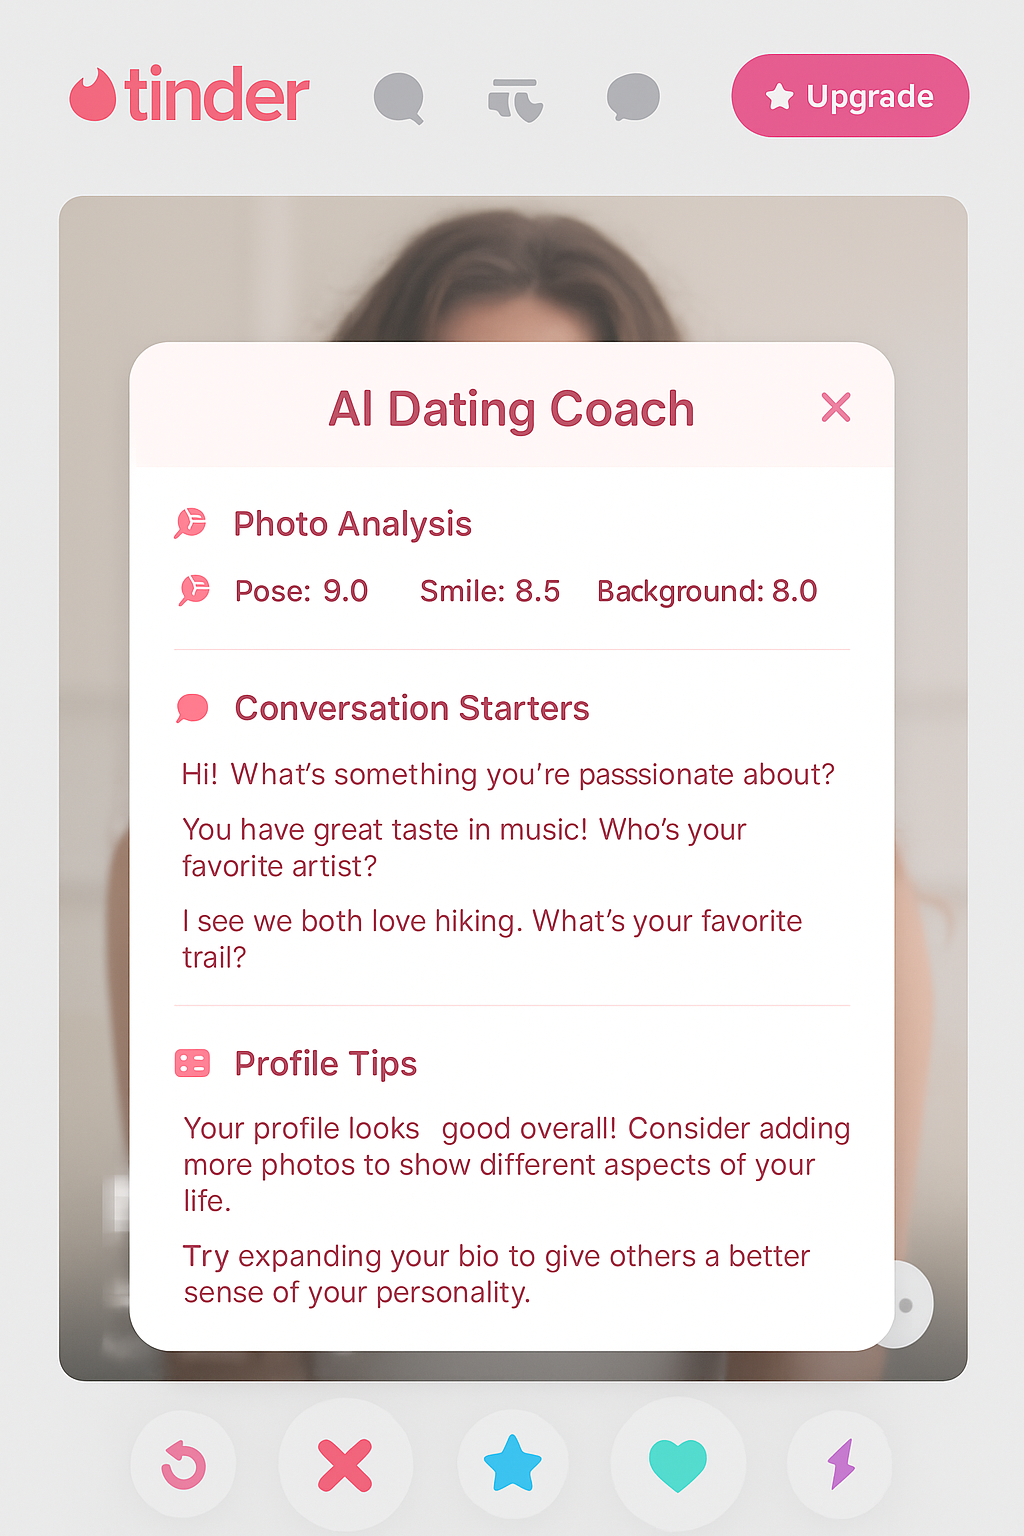 tinder
Upgrade
AI Dating Coach
Photo Analysis
Pose: 9.0 Smile: 8.5 Background: 8.0
Conversation Starters
Hi! What's something you're passsionate about?
You have great taste in music! Who's your
favorite artist?
I see we both love hiking. What's your favorite
trail?
Profile Tips
Your profile looks good overall! Consider adding
more photos to show different aspects of your
life.
Try expanding your bio to give others a better
sense of your personality.